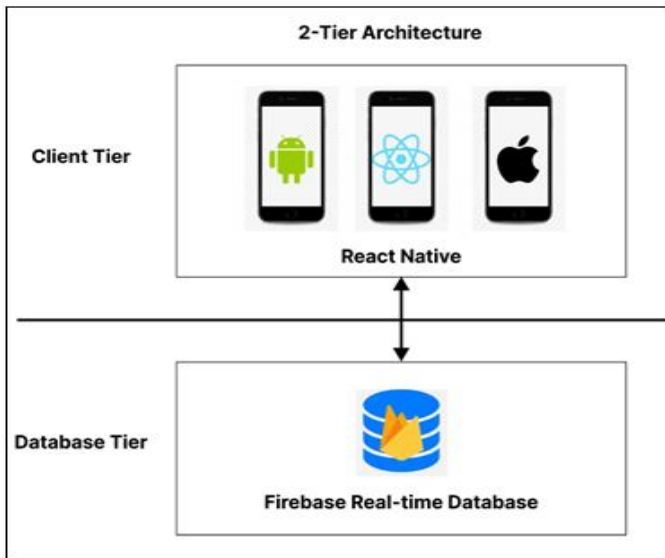 2-Tier Architecture
Client Tier
React Native
Database Tier
Firebase Real-time Database